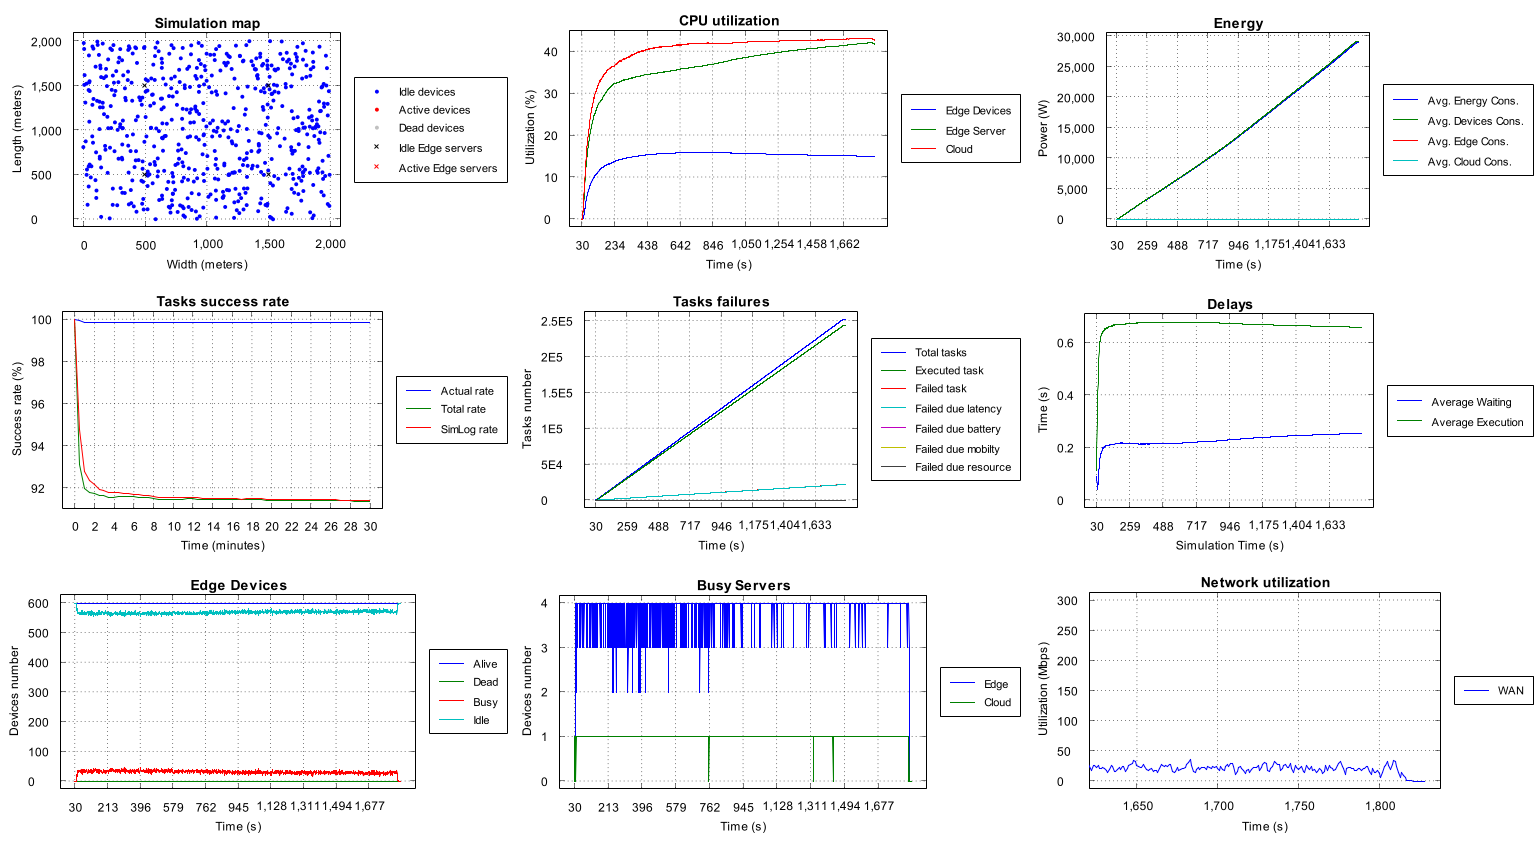 Simulation map
Length (meters)
2,000
1,500
1,000
500
0
0 500 1,000 1,500 2,000
Width (meters)
Idle devices
Active devices
Dead devices
Idle Edge servers
Active Edge servers
CPU utilization
Utilization (%)
40
30
20
10
0
30 234 438 642 846 1,050 1,254 1,458 1,662
Time (s)
Edge Devices
Edge Server
Cloud
Energy
Power (W)
30,000
25,000
20,000
15,000
10,000
5,000
0
30 259 488 717 946 1,175 1,404 1,633
Time (s)
Avg. Energy Cons.
Avg. Devices Cons.
Avg. Edge Cons.
Avg. Cloud Cons.
Tasks success rate
Success rate (%)
100
98
96
94
92
0 2 4 6 8 10 12 14 16 18 20 22 24 26 28 30
Time (minutes)
Actual rate
Total rate
SimLog rate
Tasks failures
Tasks number
2.5E5
2E5
1.5E5
1E5
5E4
0
30 259 488 717 946 1,175 1,404 1,633
Time (s)
Total tasks
Executed task
Failed task
Failed due latency
Failed due battery
Failed due mobilty
Failed due resource
Delays
Time (s)
0.6
0.4
0.2
0
30 259 488 717 946 1,175 1,404 1,633
Simulation Time (s)
Average Waiting
Average Execution
Edge Devices
Devices number
600
500
400
300
200
100
0
30 213 396 579 762 945 1,128 1,311 1,494 1,677
Time (s)
Alive
Dead
Busy
Idle
Busy Servers
Devices number
4
3
2
1
0
30 213 396 579 762 945 1,128 1,311 1,494 1,677
Time (s)
Edge
Cloud
Network utilization
Utilization (Mbps)
300
250
200
150
100
50
0
1,650 1,700 1,750 1,800
Time (s)
WAN